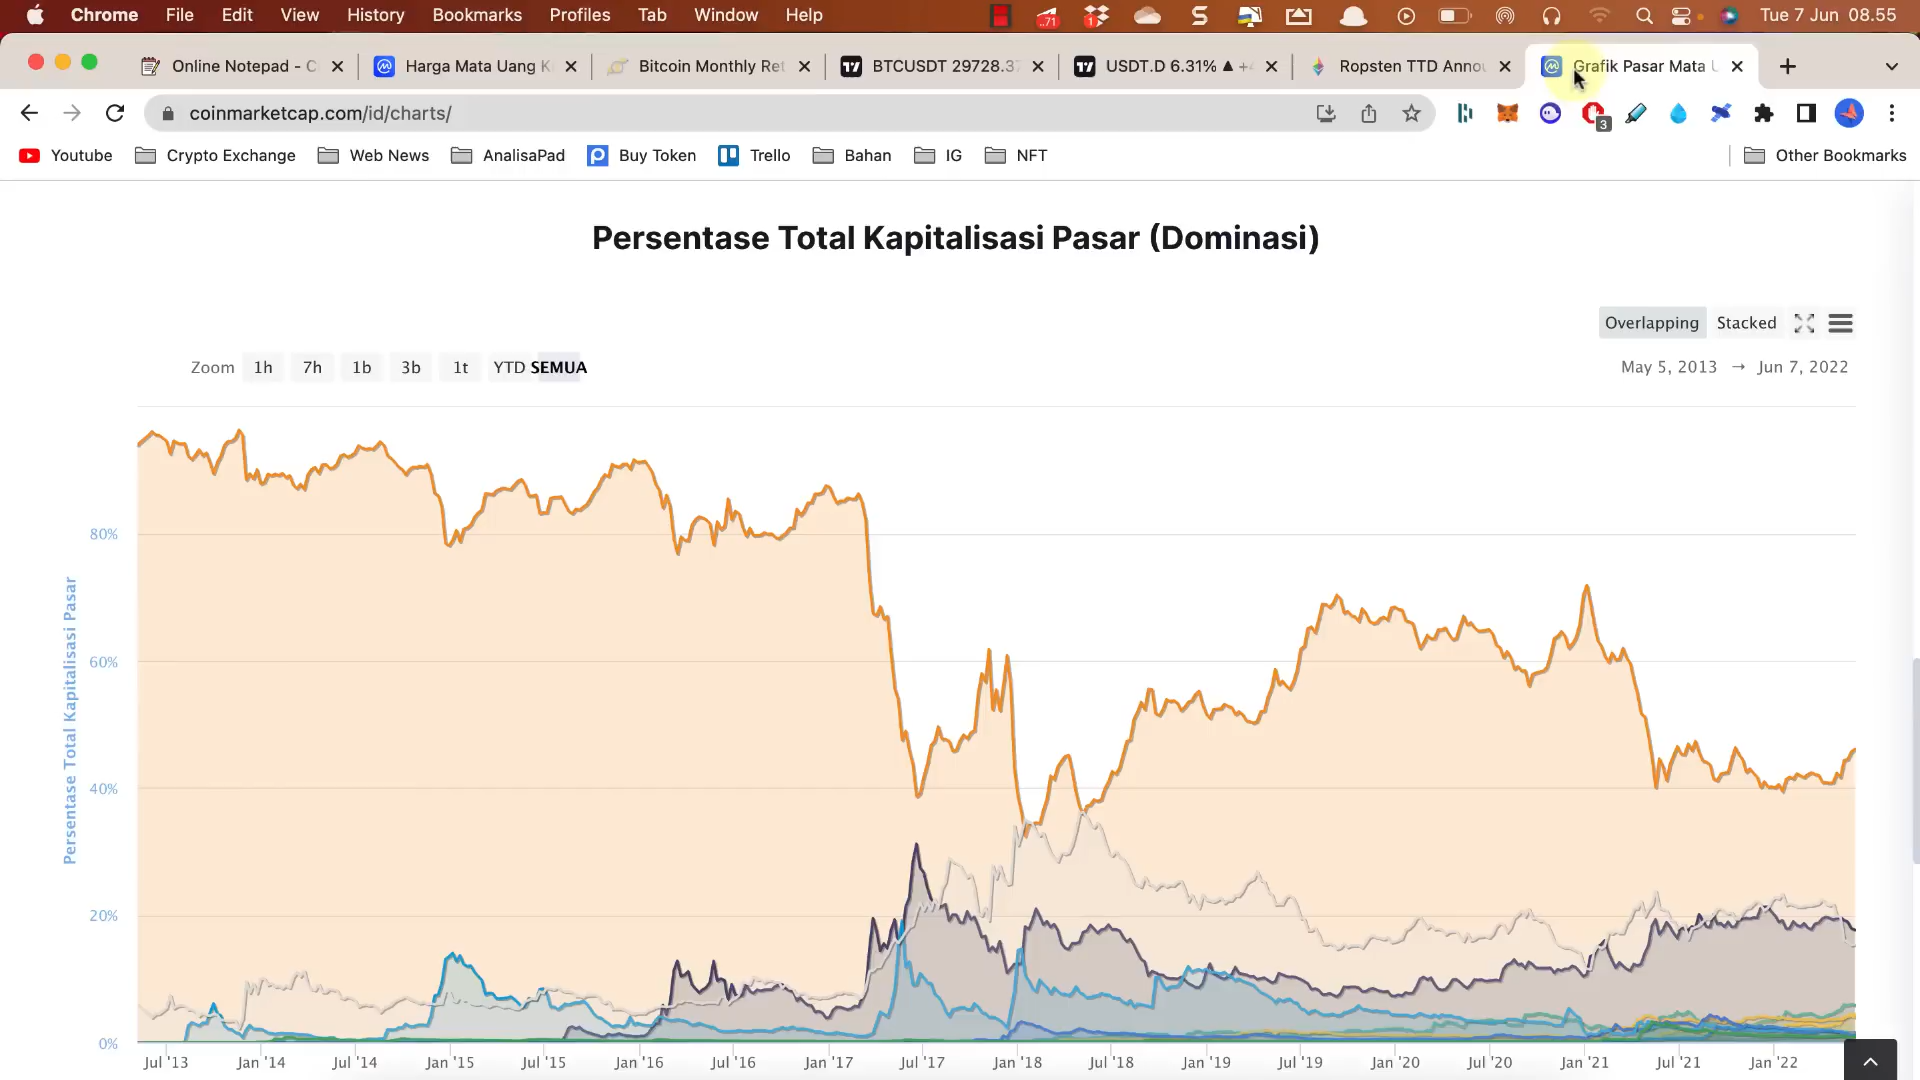 Chrome File Edit View History Bookmarks Profiles Tab Window Help .71 1 S Tue 7 Jun 08.55
Online Notepad - C Harga Mata Uang K Bitcoin Monthly Ret BTCUSDT 29728.3 USDT.D 6.31% ▲ +4 Ropsten TTD Annou Grafik Pasar Mata U
coinmarketcap.com/id/charts/ 3
Youtube Crypto Exchange Web News AnalisaPad Buy Token Trello Bahan IG NFT Other Bookmarks
Persentase Total Kapitalisasi Pasar (Dominasi)
Overlapping Stacked
Zoom 1h 7h 1b 3b 1t YTD SEMUA May 5, 2013 → Jun 7, 2022
Persentase Total Kapitalisasi Pasar
80%
60%
40%
20%
0%
Jul '13 Jan '14 Jul '14 Jan '15 Jul '15 Jan '16 Jul '16 Jan '17 Jul '17 Jan '18 Jul '18 Jan '19 Jul '19 Jan '20 Jul '20 Jan '21 Jul '21 Jan '22